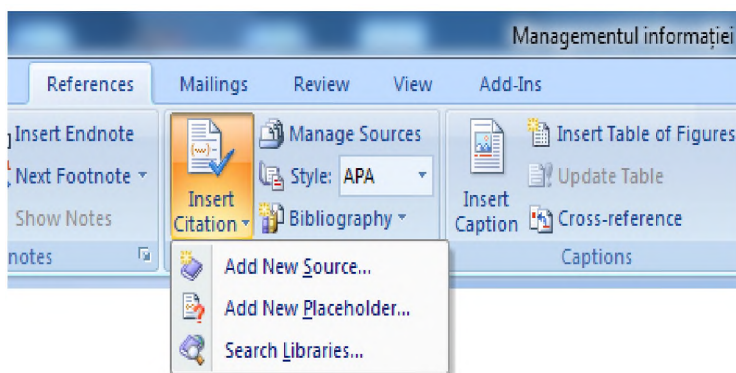 Managementul informației
References Mailings Review View Add-Ins
Insert Endnote
Next Footnote
Show Notes
notes
Insert
Citation
Manage Sources
Style: APA
Bibliography
Insert
Caption
Insert Table of Figures
Update Table
Cross-reference
Captions
Add New Source...
Add New Placeholder...
Search Libraries...